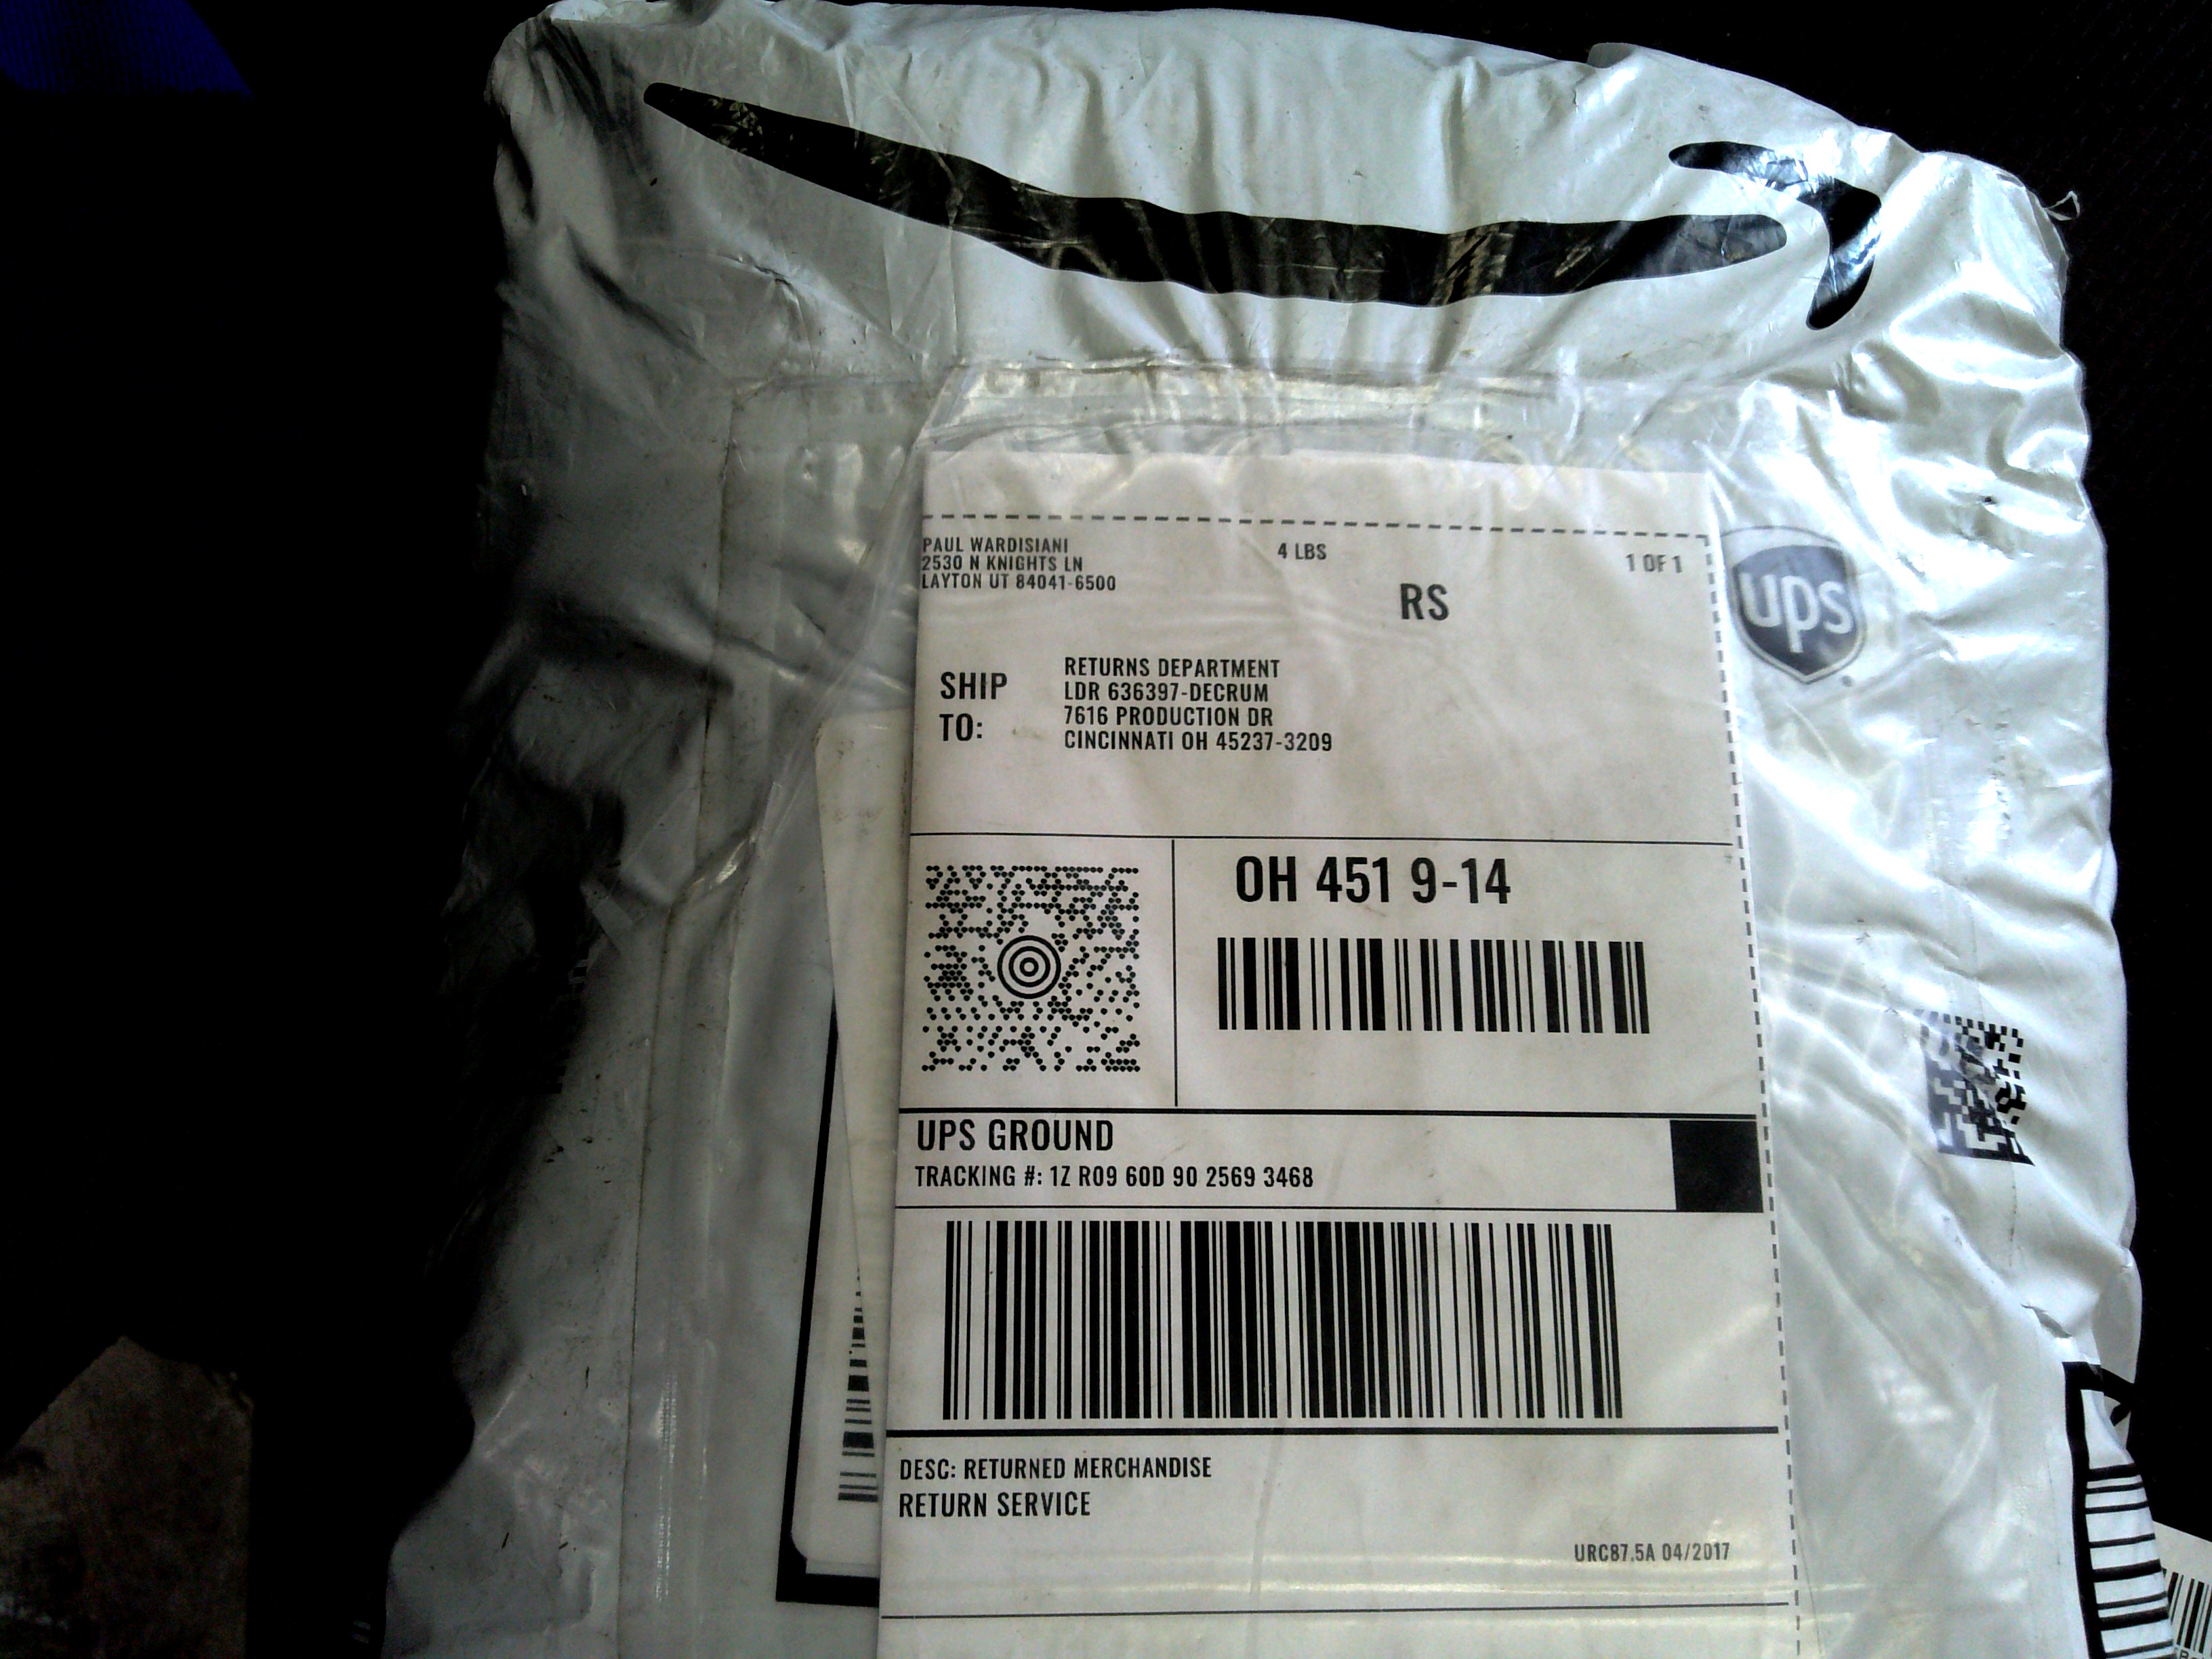 PAUL WARDISIANI
2530 N KNIGHTS LN
LAYTON UT 84041-6500
4 LBS
1 OF 1
RS
ups
SHIP
TO:
RETURNS DEPARTMENT
LDR 636397-DECRUM
7616 PRODUCTION DR
CINCINNATI OH 45237-3209
OH 451 9-14
UPS GROUND
TRACKING #: 1Z R09 60D 90 2569 3468
DESC: RETURNED MERCHANDISE
RETURN SERVICE
URC87.5A 04/2017